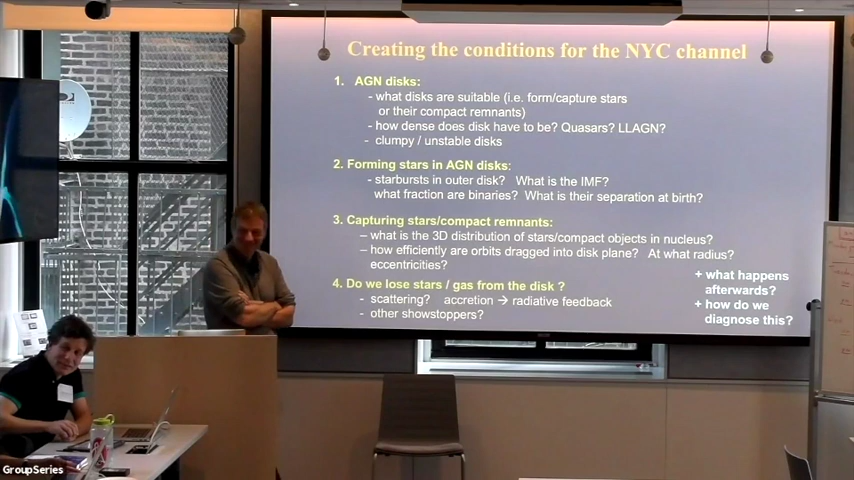 Creating the conditions for the NYC channel
1. AGN disks:
- what disks are suitable (i.e. form/capture stars
or their compact remnants)
- how dense does disk have to be? Quasars? LLAGN?
- clumpy / unstable disks
2. Forming stars in AGN disks:
- starbursts in outer disk? What is the IMF?
what fraction are binaries? What is their separation at birth?
3. Capturing stars/compact remnants:
– what is the 3D distribution of stars/compact objects in nucleus?
– how efficiently are orbits dragged into disk plane? At what radius?
eccentricities?
4. Do we lose stars / gas from the disk ?
- scattering? accretion → radiative feedback
- other showstoppers?
+ what happens
afterwards?
+ how do we
diagnose this?
GroupSeries